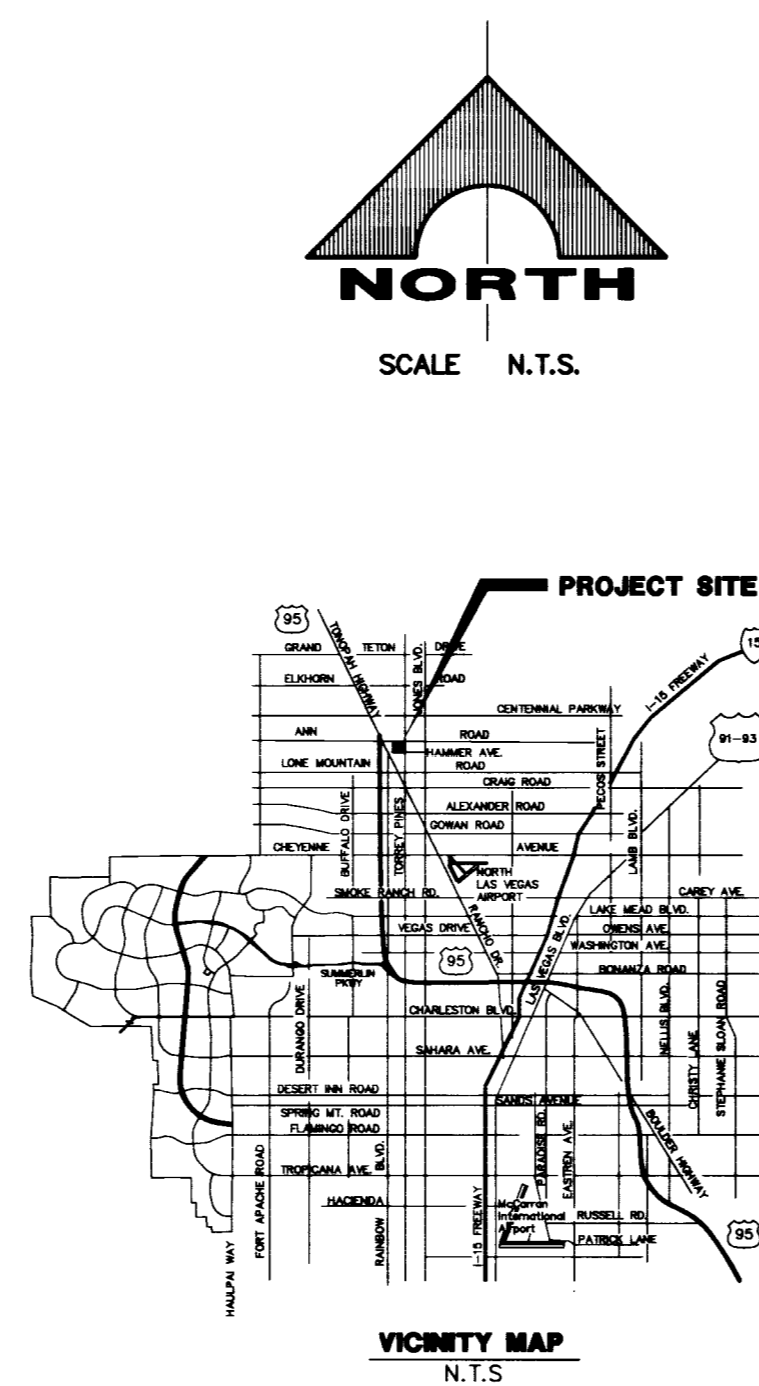 NORTH
SCALE N.T.S.
PROJECT SITE
95
TONOPAH HIGHWAY
GRAND TETON DRIVE
JONES BLVD.
15
ELKHORN ROAD
I-15 FREEWAY
CENTENNIAL PARKWAY
ANN ROAD
91-93
HAMMER AVE.
LONE MOUNTAIN ROAD
PECOS STREET
CRAIG ROAD
BUFFALO DRIVE
TORREY PINES
ALEXANDER ROAD
GOWAN ROAD
LAMB BLVD.
CHEYENNE AVENUE
NORTH
LAS VEGAS
AIRPORT
SMOKE RANCH RD.
CAREY AVE.
RANCHO DR.
LAKE MEAD BLVD.
VEGAS DRIVE
OWENS AVE.
LAS VEGAS BLVD.
WASHINGTON AVE.
95
SUMMERLIN
PKWY
BONANZA ROAD
DURANGO DRIVE
CHARLESTON BLVD.
NELLIS BLVD.
CHRISTY LANE
STEPHANIE SLOAN ROAD
SAHARA AVE.
DESERT INN ROAD
SANDS AVENUE
SPRING MT. ROAD
FLAMINGO ROAD
PARADISE RD.
EASTREN AVE.
BOULDER HIGHWAY
TROPICANA AVE.
RAINBOW BLVD.
FORT APACHE ROAD
HACIENDA
I-15 FREEWAY
McCarran
International
Airport
RUSSELL RD.
PATRICK LANE
95
HAULPAI WAY
VICINITY MAP
N.T.S